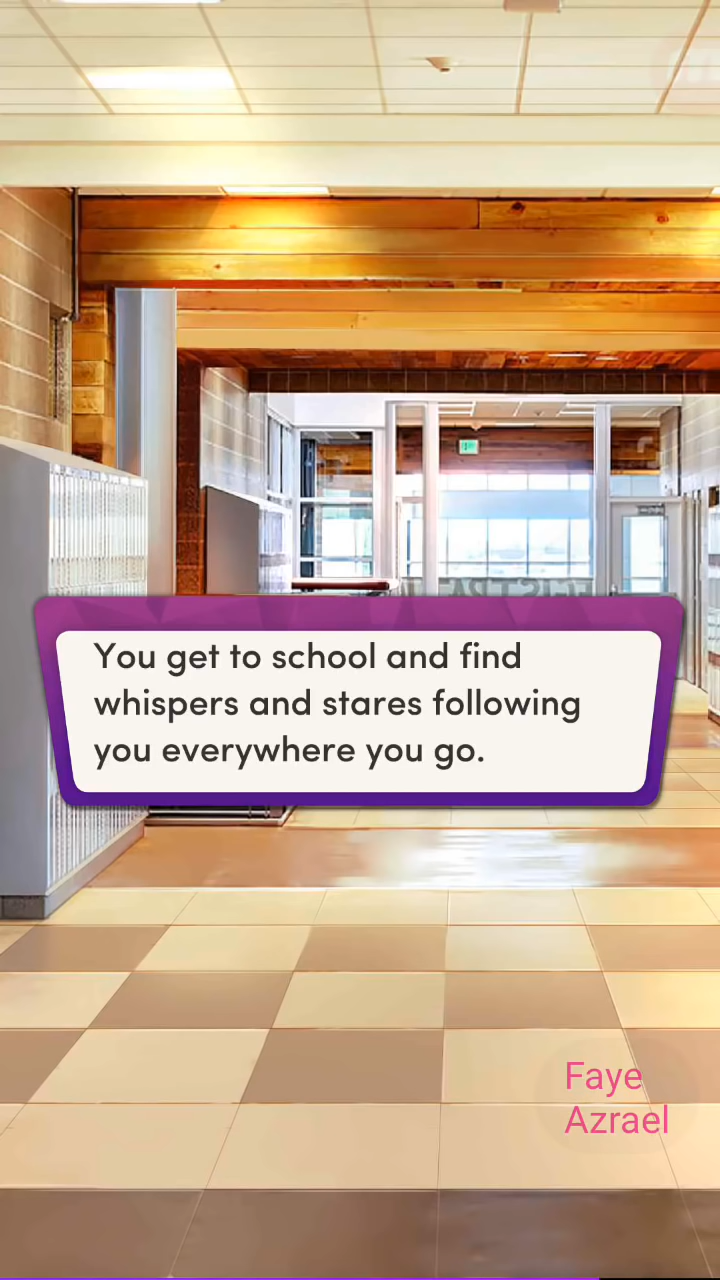 You get to school and find
whispers and stares following
you everywhere you go.
Faye
Azrael